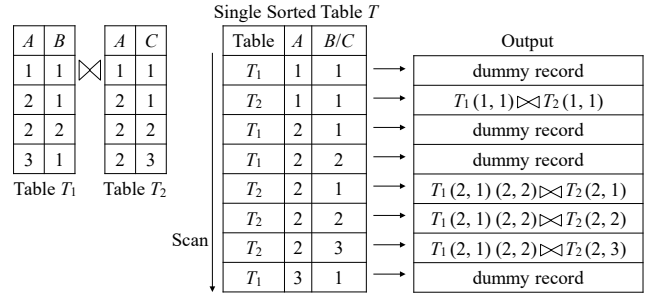 Single Sorted Table T
A B ⋈ A C
1 1 1 1
2 1 2 1
2 2 2 2
3 1 2 3
Table T₁ Table T₂
Table A B/C Output
T₁ 1 1 → dummy record
T₂ 1 1 → T₁ (1, 1) ⋈ T₂ (1, 1)
T₁ 2 1 → dummy record
T₁ 2 2 → dummy record
T₂ 2 1 → T₁ (2, 1) (2, 2) ⋈ T₂ (2, 1)
T₂ 2 2 → T₁ (2, 1) (2, 2) ⋈ T₂ (2, 2)
T₂ 2 3 → T₁ (2, 1) (2, 2) ⋈ T₂ (2, 3)
T₁ 3 1 → dummy record
Scan